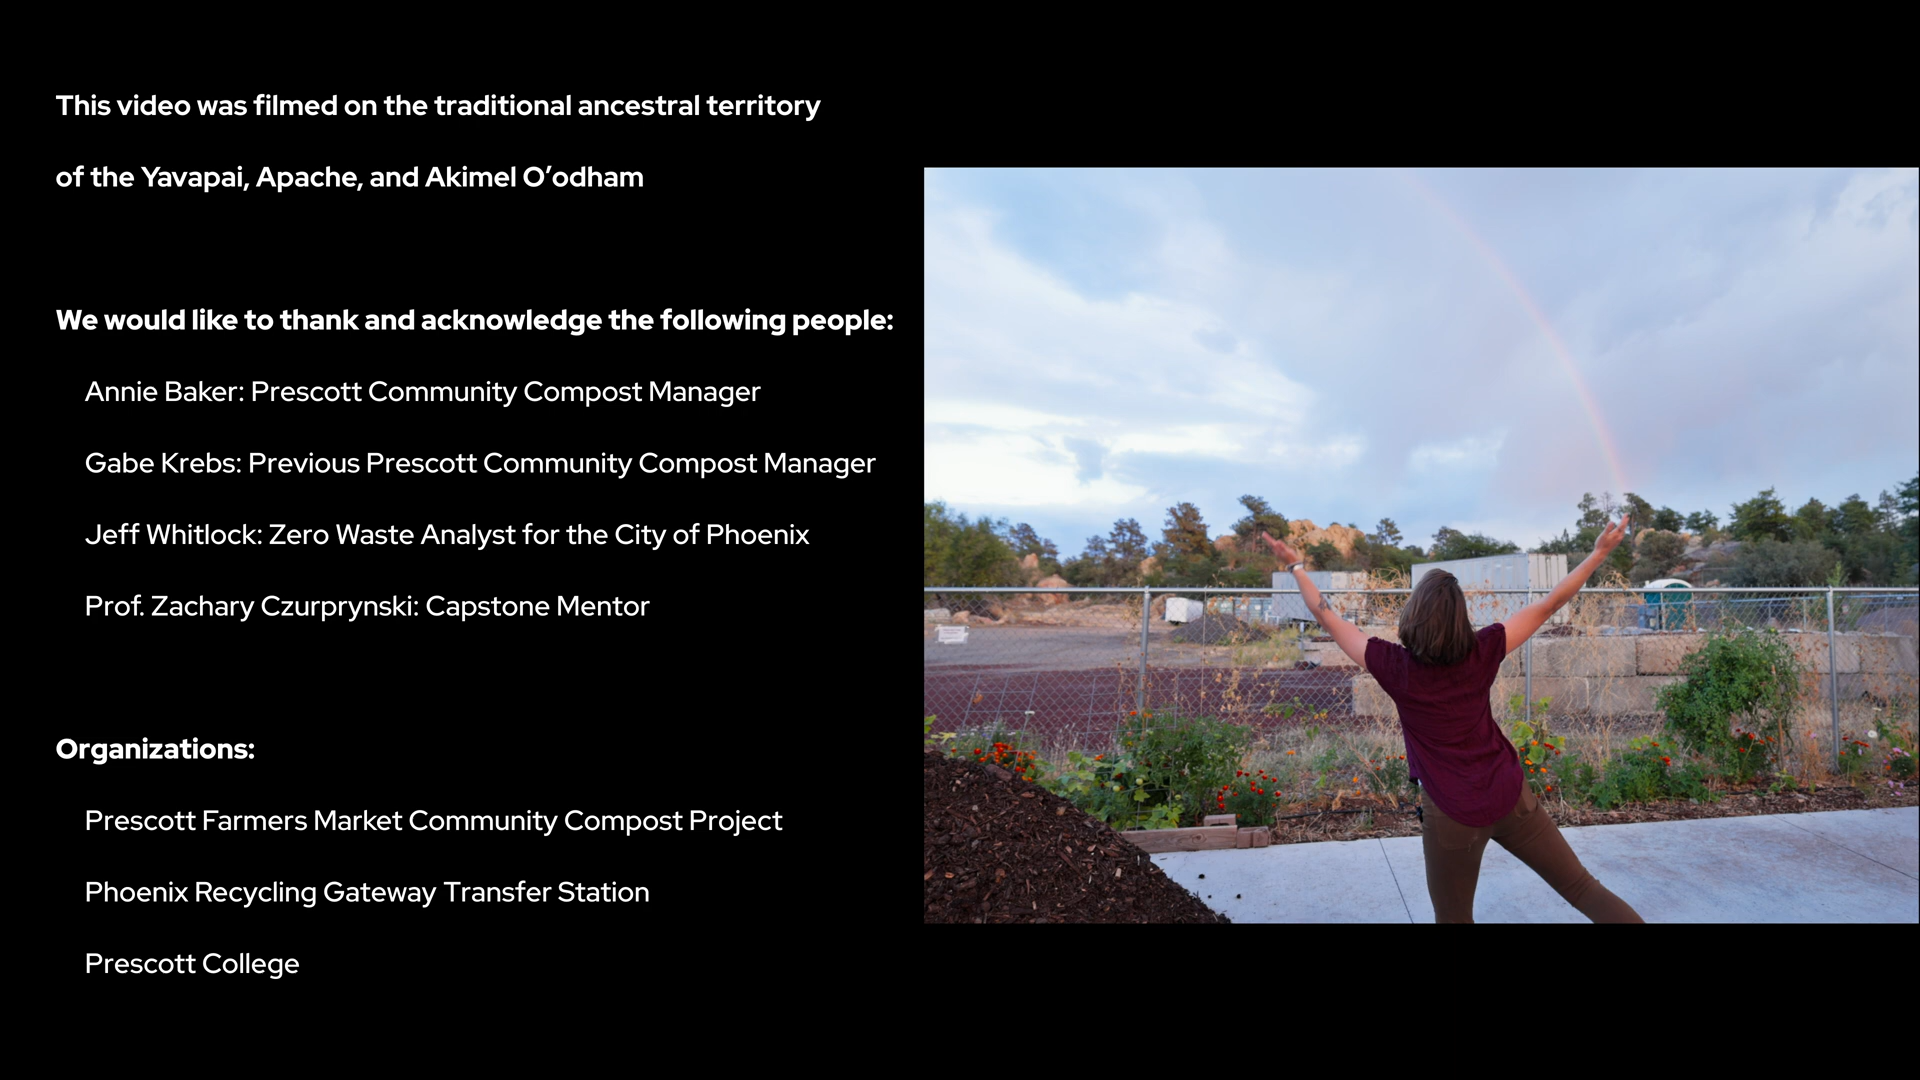 This video was filmed on the traditional ancestral territory
of the Yavapai, Apache, and Akimel O’odham
We would like to thank and acknowledge the following people:
Annie Baker: Prescott Community Compost Manager
Gabe Krebs: Previous Prescott Community Compost Manager
Jeff Whitlock: Zero Waste Analyst for the City of Phoenix
Prof. Zachary Czurprynski: Capstone Mentor
Organizations:
Prescott Farmers Market Community Compost Project
Phoenix Recycling Gateway Transfer Station
Prescott College